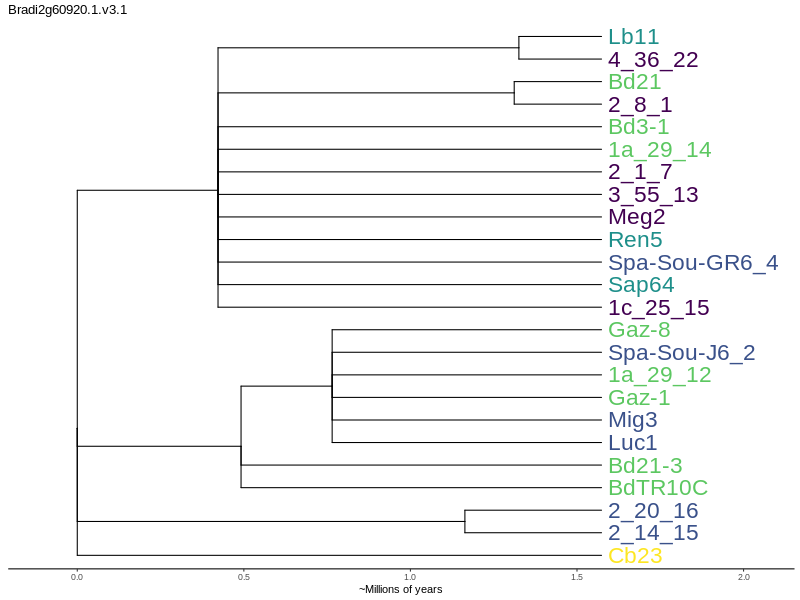 Bradi2g60920.1.v3.1
Lb11
4_36_22
Bd21
2_8_1
Bd3-1
1a_29_14
2_1_7
3_55_13
Meg2
Ren5
Spa-Sou-GR6_4
Sap64
1c_25_15
Gaz-8
Spa-Sou-J6_2
1a_29_12
Gaz-1
Mig3
Luc1
Bd21-3
BdTR10C
2_20_16
2_14_15
Cb23
0.0 0.5 1.0 1.5 2.0
~Millions of years